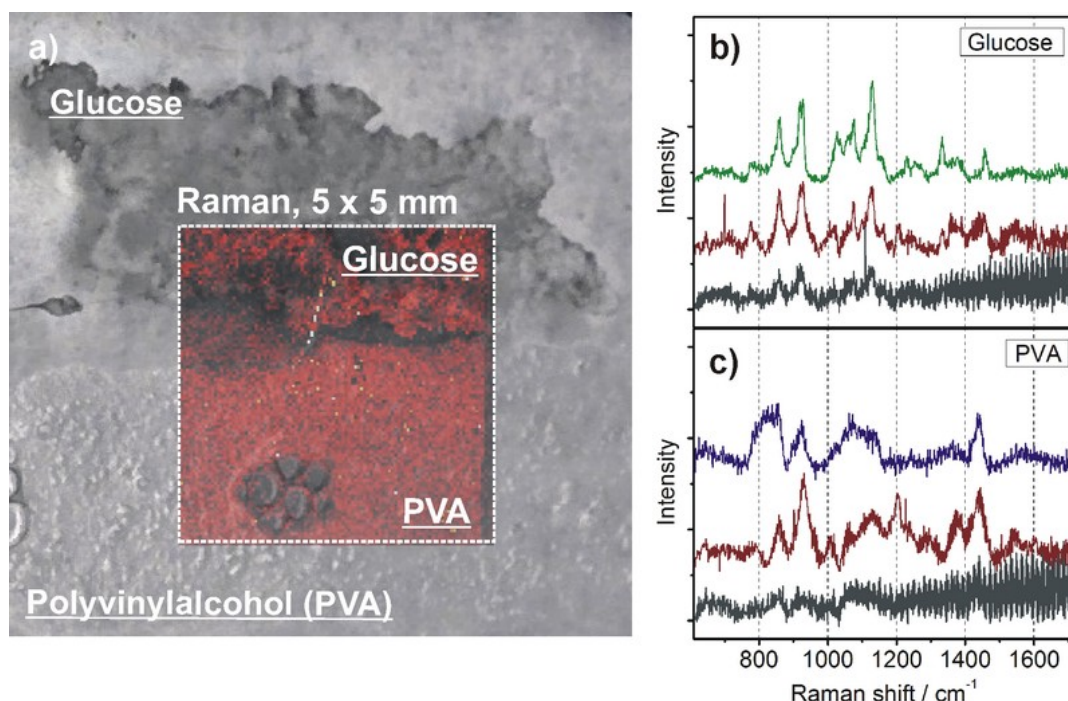 a)
Glucose
Raman, 5 x 5 mm
Glucose
PVA
Polyvinylalcohol (PVA)
b)
Glucose
Intensity
c)
PVA
Intensity
800 1000 1200 1400 1600
Raman shift / cm⁻¹